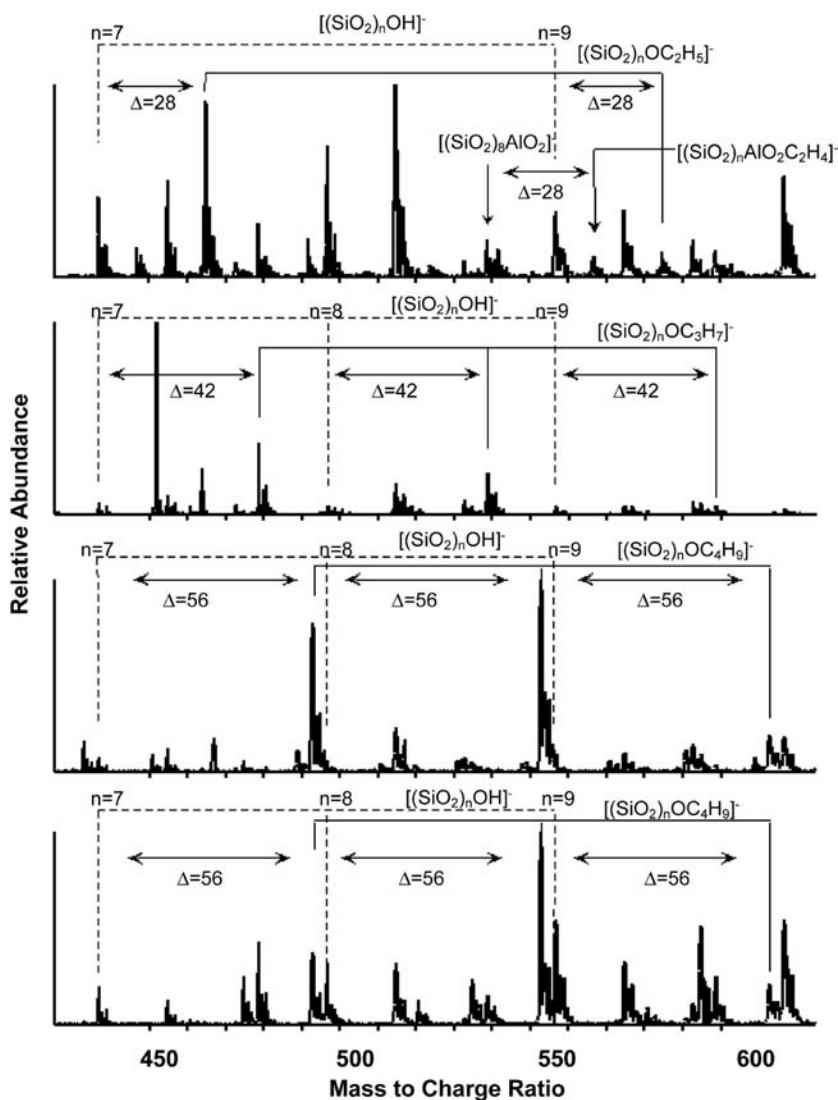 [(SiO₂)ₙOH]⁻
n=7 n=9
[(SiO₂)ₙOC₂H₅]⁻
Δ=28 Δ=28
[(SiO₂)₈AlO₂]⁻
[(SiO₂)ₙAlO₂C₂H₄]⁻
Δ=28
n=7 n=8 [(SiO₂)ₙOH]⁻ n=9
[(SiO₂)ₙOC₃H₇]⁻
Δ=42 Δ=42 Δ=42
Relative Abundance
[(SiO₂)ₙOH]⁻
n=7 n=8 n=9 [(SiO₂)ₙOC₄H₉]⁻
Δ=56 Δ=56 Δ=56
n=7 n=8 [(SiO₂)ₙOH]⁻ n=9
[(SiO₂)ₙOC₄H₉]⁻
Δ=56 Δ=56 Δ=56
450 500 550 600
Mass to Charge Ratio